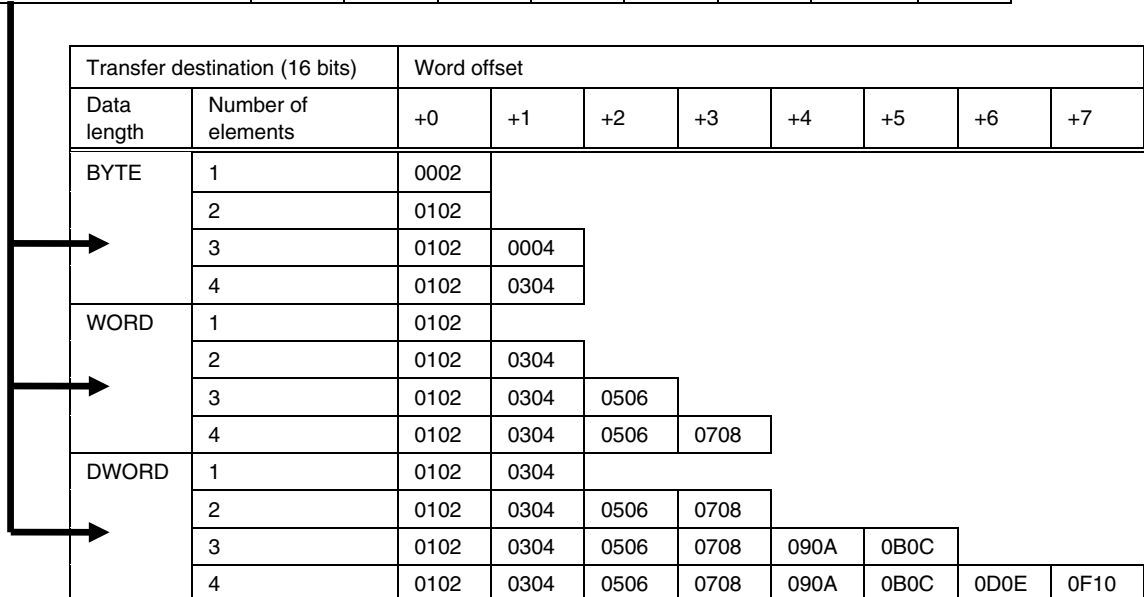 Transfer destination (16 bits) Word offset
Data length Number of elements +0 +1 +2 +3 +4 +5 +6 +7
BYTE 1 0002
2 0102
3 0102 0004
4 0102 0304
WORD 1 0102
2 0102 0304
3 0102 0304 0506
4 0102 0304 0506 0708
DWORD 1 0102 0304
2 0102 0304 0506 0708
3 0102 0304 0506 0708 090A 0B0C
4 0102 0304 0506 0708 090A 0B0C 0D0E 0F10